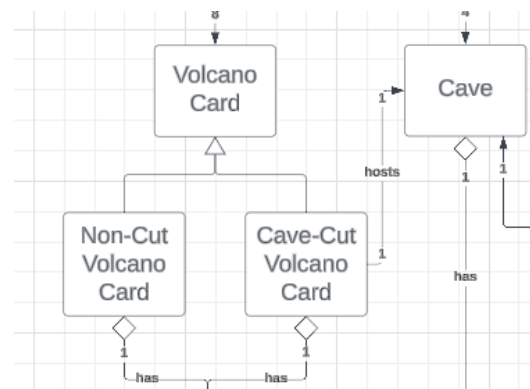 8
4
Volcano
Card
Cave
1
hosts
1
1
1
Non-Cut
Volcano
Card
Cave-Cut
Volcano
Card
has
1
1
has
has